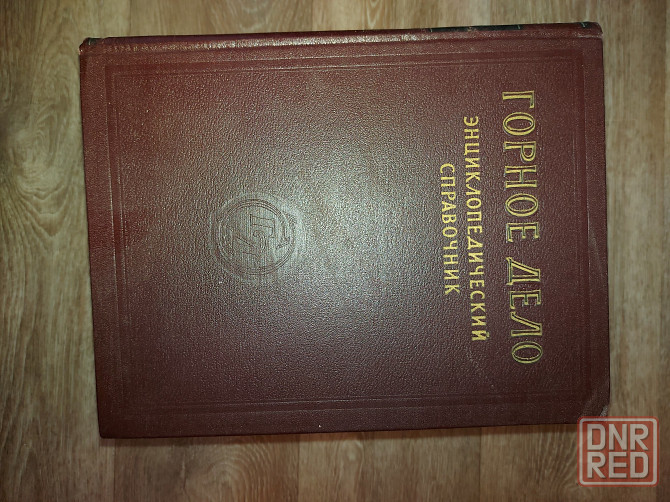 ГОРНОЕ ДЕЛО
ЭНЦИКЛОПЕДИЧЕСКИЙ
СПРАВОЧНИК
DNR
RED